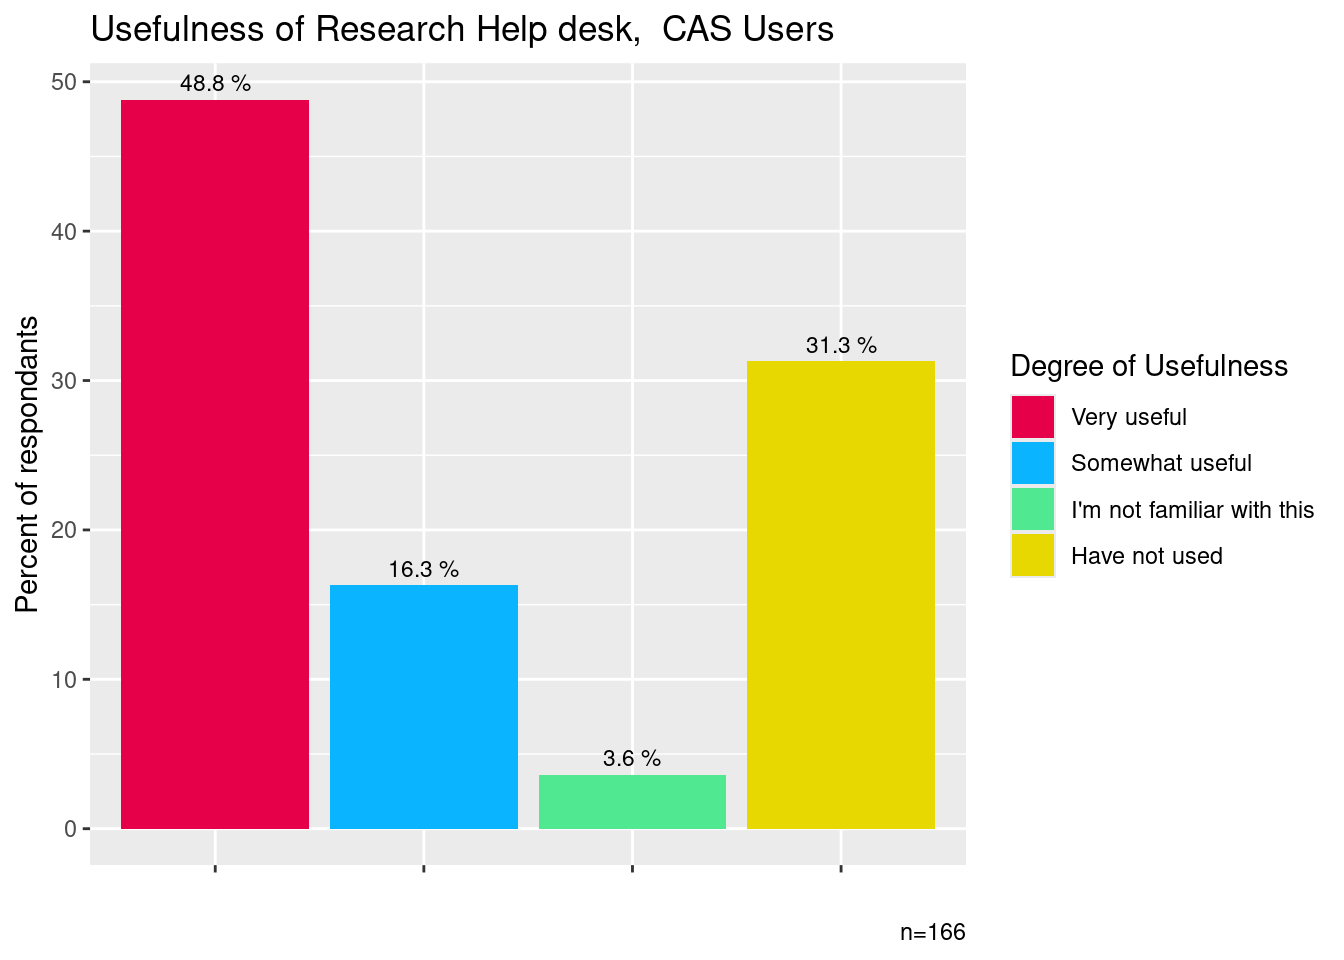 Usefulness of Research Help desk,  CAS Users
Percent of respondants
50
40
30
20
10
0
48.8 %
16.3 %
3.6 %
31.3 %
Degree of Usefulness
Very useful
Somewhat useful
I'm not familiar with this
Have not used
n=166